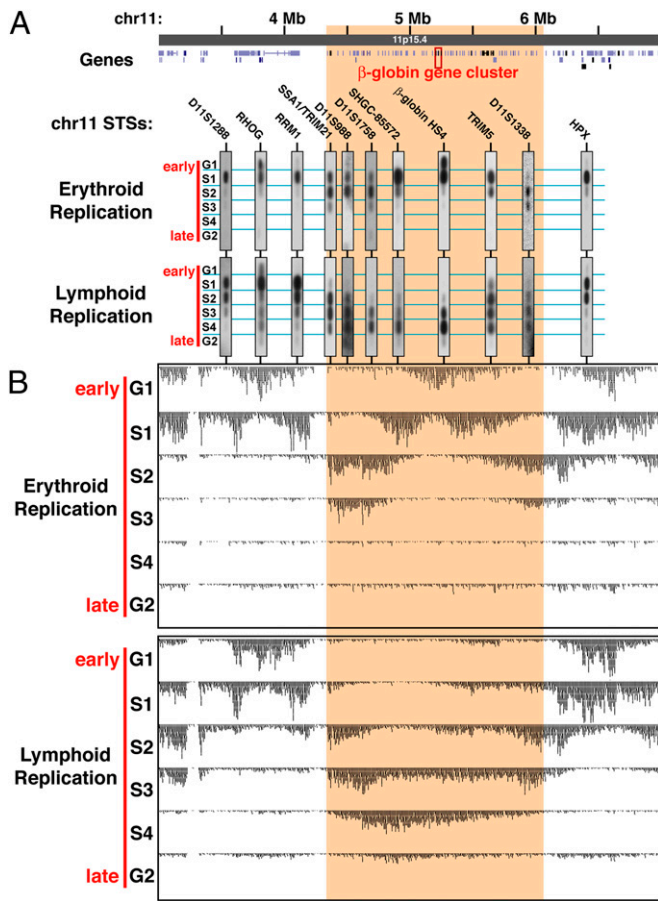 A
chr11: 4 Mb 5 Mb 6 Mb
11p15.4
Genes
β-globin gene cluster
chr11 STSs:
D11S1288
RHOG
RRM1
SSA1/TRIM21
D11S988
D11S1758
SHGC-85572
β-globin HS4
TRIM5
D11S1338
HPX
Erythroid
Replication
early
late
G1
S1
S2
S3
S4
G2
Lymphoid
Replication
early
late
G1
S1
S2
S3
S4
G2
B
Erythroid
Replication
early
late
G1
S1
S2
S3
S4
G2
Lymphoid
Replication
early
late
G1
S1
S2
S3
S4
G2